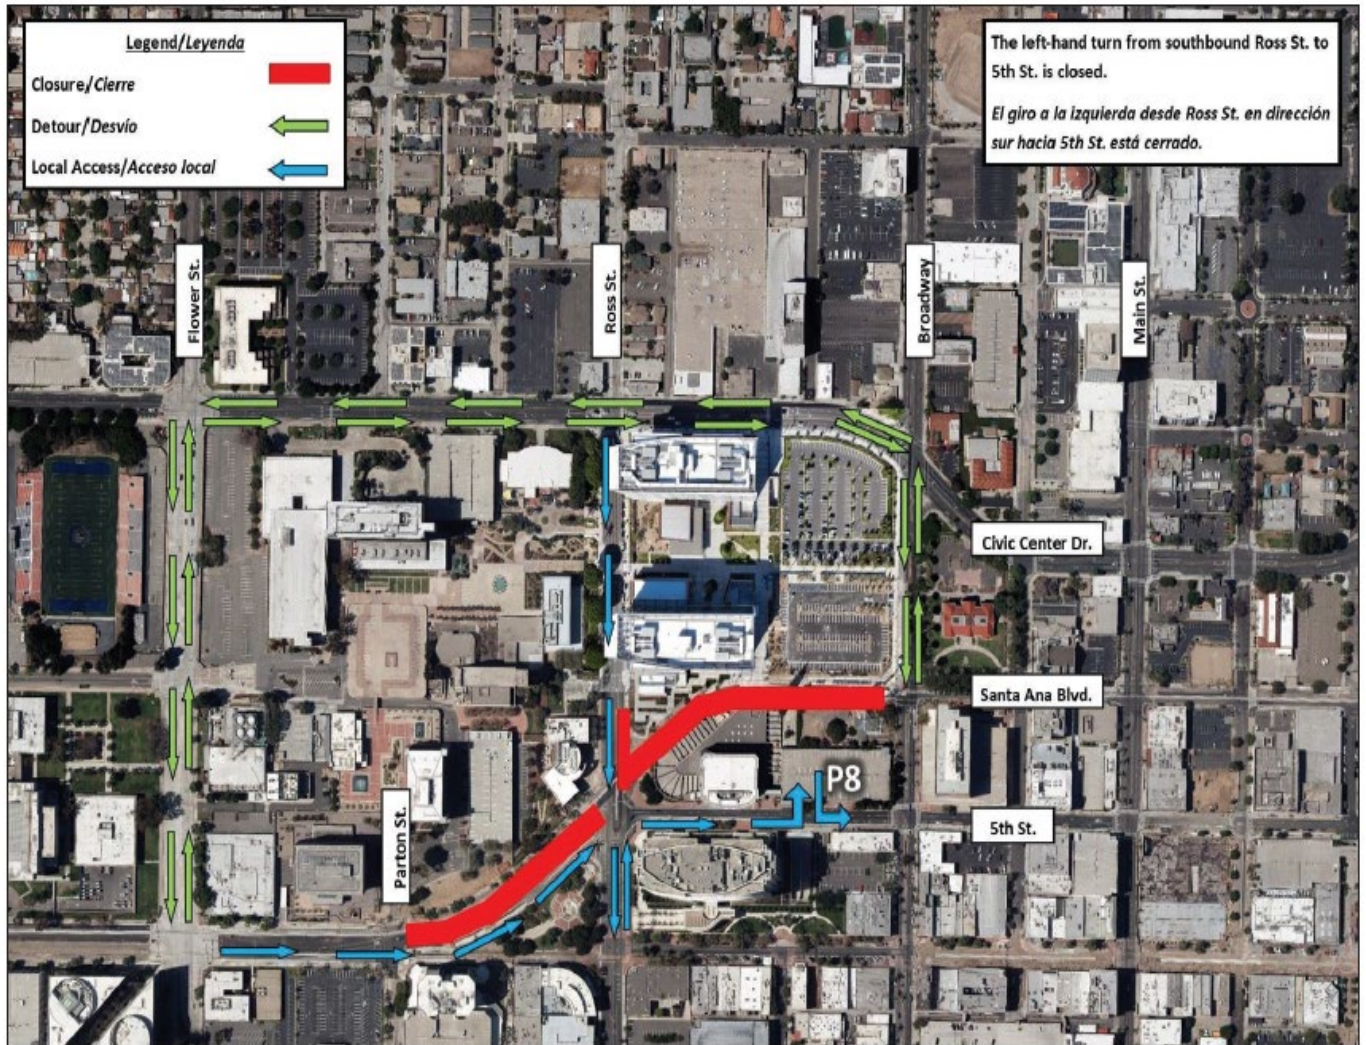 Legend/Leyenda
Closure/Cierre
Detour/Desvío
Local Access/Acceso local
The left-hand turn from southbound Ross St. to
5th St. is closed.
El giro a la izquierda desde Ross St. en dirección
sur hacia 5th St. está cerrado.
Flower St.
Ross St.
Broadway
Main St.
Civic Center Dr.
Santa Ana Blvd.
P8
5th St.
Parton St.